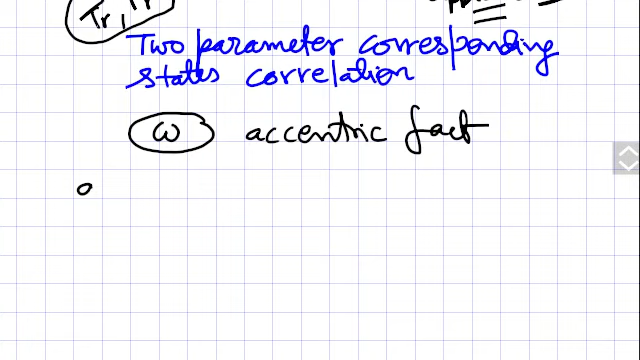 Tr, Pr
Two parameter corresponding
states correlation
ω accentric fact